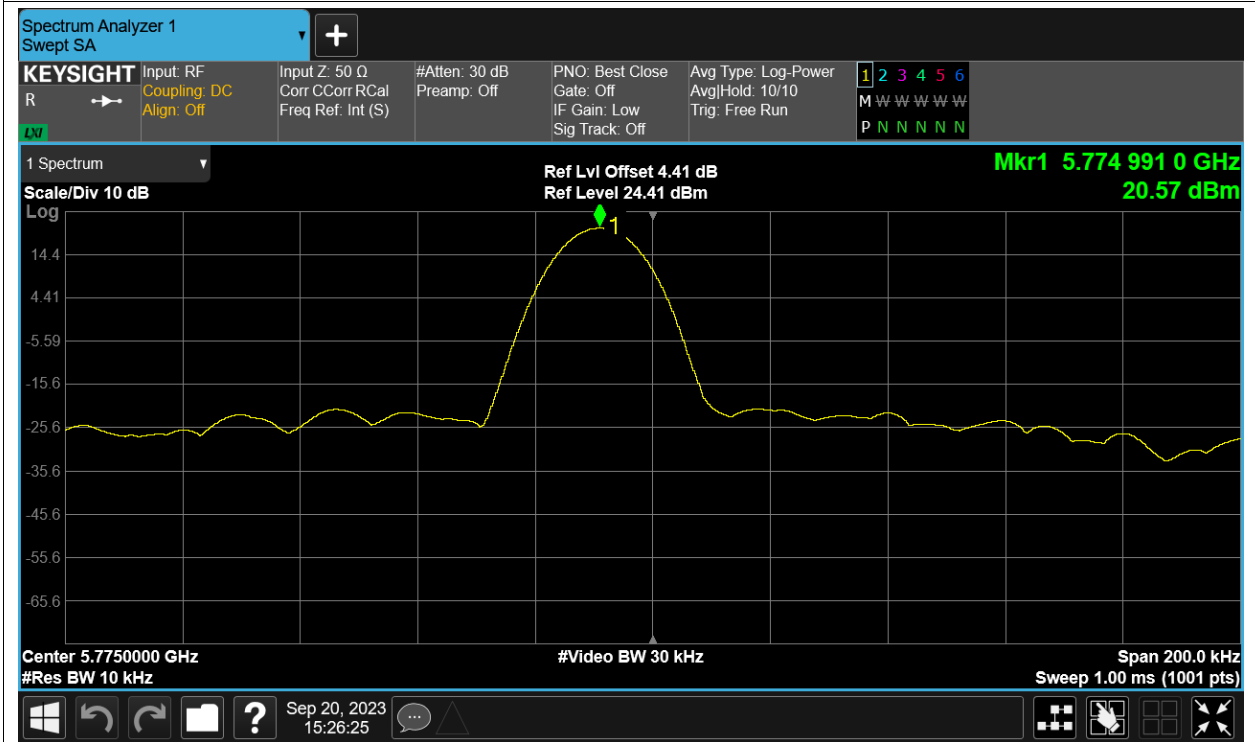 Spectrum Analyzer 1
Swept SA
+
KEYSIGHT
R
LXI
Input: RF
Coupling: DC
Align: Off
Input Z: 50 Ω
Corr CCorr RCal
Freq Ref: Int (S)
#Atten: 30 dB
Preamp: Off
PNO: Best Close
Gate: Off
IF Gain: Low
Sig Track: Off
Avg Type: Log-Power
Avg|Hold: 10/10
Trig: Free Run
1 2 3 4 5 6
M W W W W W
P N N N N N
1 Spectrum
Scale/Div 10 dB
Log
Ref Lvl Offset 4.41 dB
Ref Level 24.41 dBm
Mkr1 5.774 991 0 GHz
20.57 dBm
1
14.4
4.41
-5.59
-15.6
-25.6
-35.6
-45.6
-55.6
-65.6
Center 5.7750000 GHz
#Video BW 30 kHz
Span 200.0 kHz
#Res BW 10 kHz
Sweep 1.00 ms (1001 pts)
?
Sep 20, 2023
15:26:25